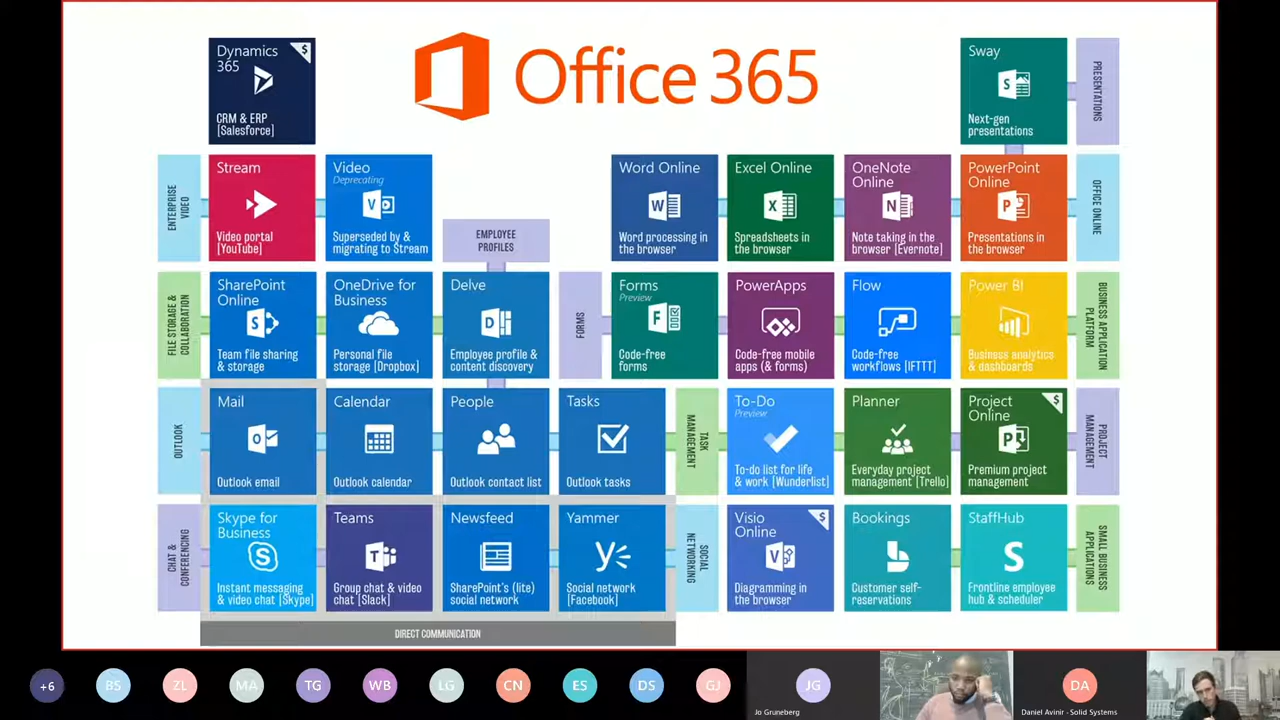 Office 365
Dynamics
365
$
CRM & ERP
[Salesforce]
Sway
S
Next-gen
presentations
PRESENTATIONS
ENTERPRISE
VIDEO
Stream
Video portal
[YouTube]
Video
Deprecating
V
Superseded by &
migrating to Stream
EMPLOYEE
PROFILES
Word Online
W
Word processing in
the browser
Excel Online
X
Spreadsheets in
the browser
OneNote
Online
N
Note taking in the
browser [Evernote]
PowerPoint
Online
P
Presentations in
the browser
OFFICE ONLINE
FILE STORAGE &
COLLABORATION
SharePoint
Online
S
Team file sharing
& storage
OneDrive for
Business
Personal file
storage [Dropbox]
Delve
D
Employee profile &
content discovery
FORMS
Forms
Preview
F
Code-free
forms
PowerApps
Code-free mobile
apps (& forms)
Flow
Code-free
workflows [IFTTT]
Power BI
Business analytics
& dashboards
BUSINESS APPLICATION
PLATFORM
OUTLOOK
Mail
O
Outlook email
Calendar
Outlook calendar
People
Outlook contact list
Tasks
Outlook tasks
TASK
MANAGEMENT
To-Do
Preview
To-do list for life
& work [Wunderlist]
Planner
Everyday project
management [Trello]
Project
Online
$
P
Premium project
management
PROJECT
MANAGEMENT
CHAT &
CONFERENCING
Skype for
Business
S
Instant messaging
& video chat [Skype]
Teams
T
Group chat & video
chat [Slack]
Newsfeed
SharePoint's (lite)
social network
Yammer
Social network
[Facebook]
SOCIAL
NETWORKING
Visio
Online
$
V
Diagramming in
the browser
Bookings
Customer self-
reservations
StaffHub
S
Frontline employee
hub & scheduler
SMALL BUSINESS
APPLICATIONS
DIRECT COMMUNICATION
+6
BS
ZL
MA
TG
WB
LG
CN
ES
DS
GJ
JG
Jo Gruneberg
DA
Daniel Avinir - Solid Systems